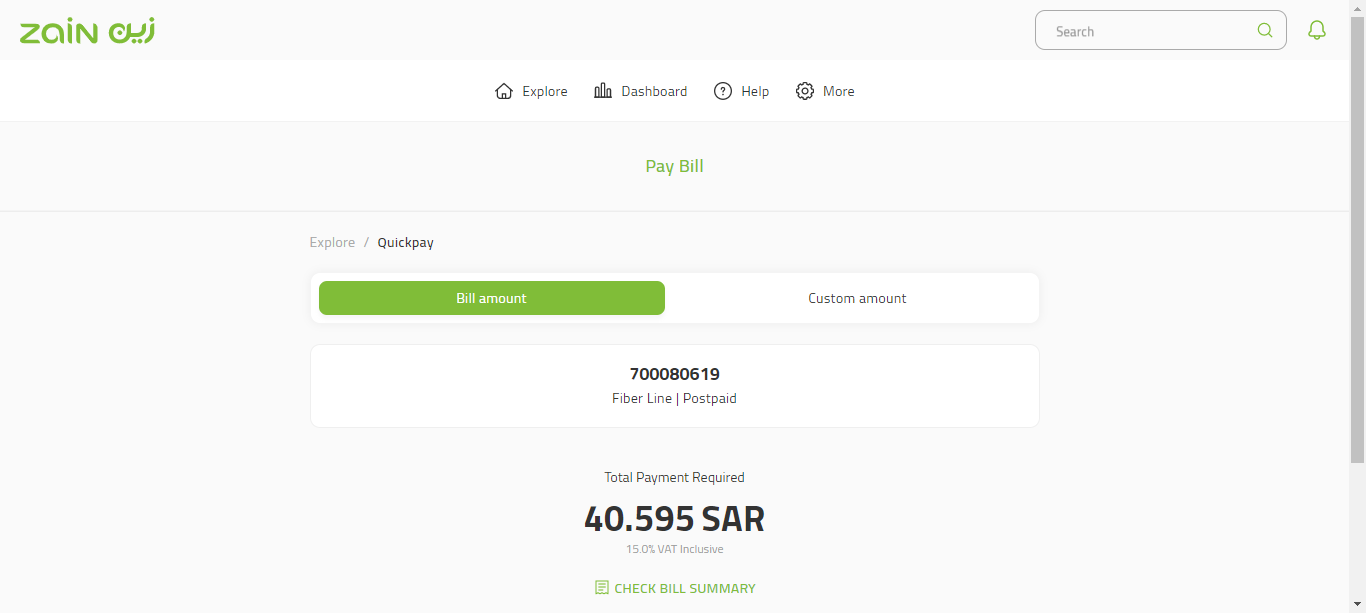 zain زين
Search
Explore
Dashboard
Help
More
Pay Bill
Explore / Quickpay
Bill amount
Custom amount
700080619
Fiber Line | Postpaid
Total Payment Required
40.595 SAR
15.0% VAT Inclusive
CHECK BILL SUMMARY